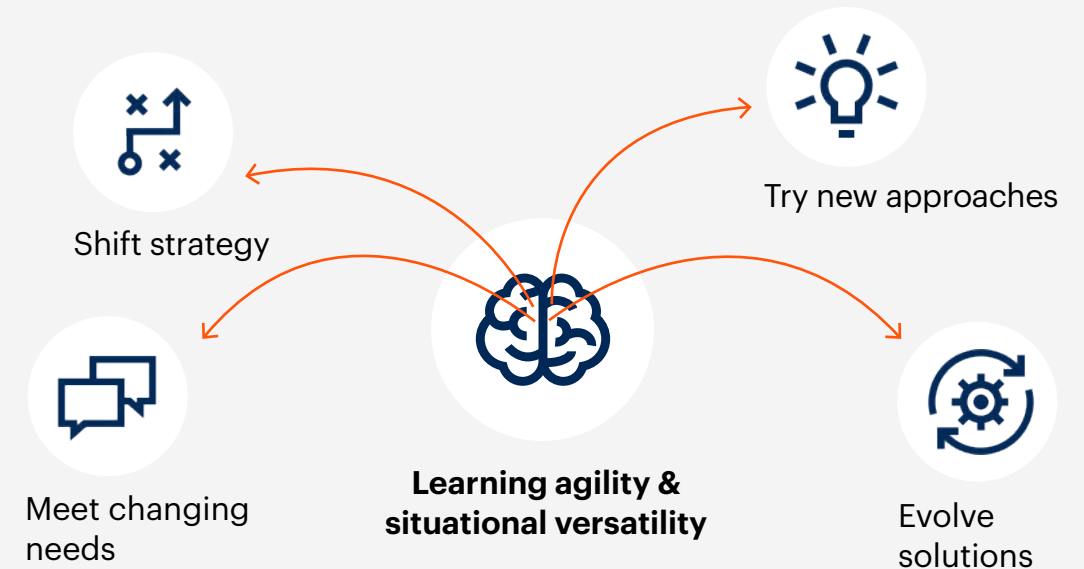 Try new approaches
Shift strategy
Learning agility &
situational versatility
Meet changing
needs
Evolve
solutions